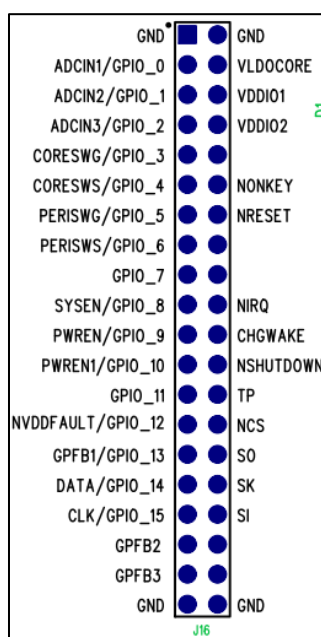 GND GND
ADCIN1/GPIO_0 VLDOCORE
ADCIN2/GPIO_1 VDDIO1
ADCIN3/GPIO_2 VDDIO2
CORESWG/GPIO_3
CORESWS/GPIO_4 NONKEY
PERISWG/GPIO_5 NRESET
PERISWS/GPIO_6
GPIO_7
SYSEN/GPIO_8 NIRQ
PWREN/GPIO_9 CHGWAKE
PWREN1/GPIO_10 NSHUTDOWN
GPIO_11 TP
NVDDFAULT/GPIO_12 NCS
GPFB1/GPIO_13 SO
DATA/GPIO_14 SK
CLK/GPIO_15 SI
GPFB2
GPFB3
GND GND
J16